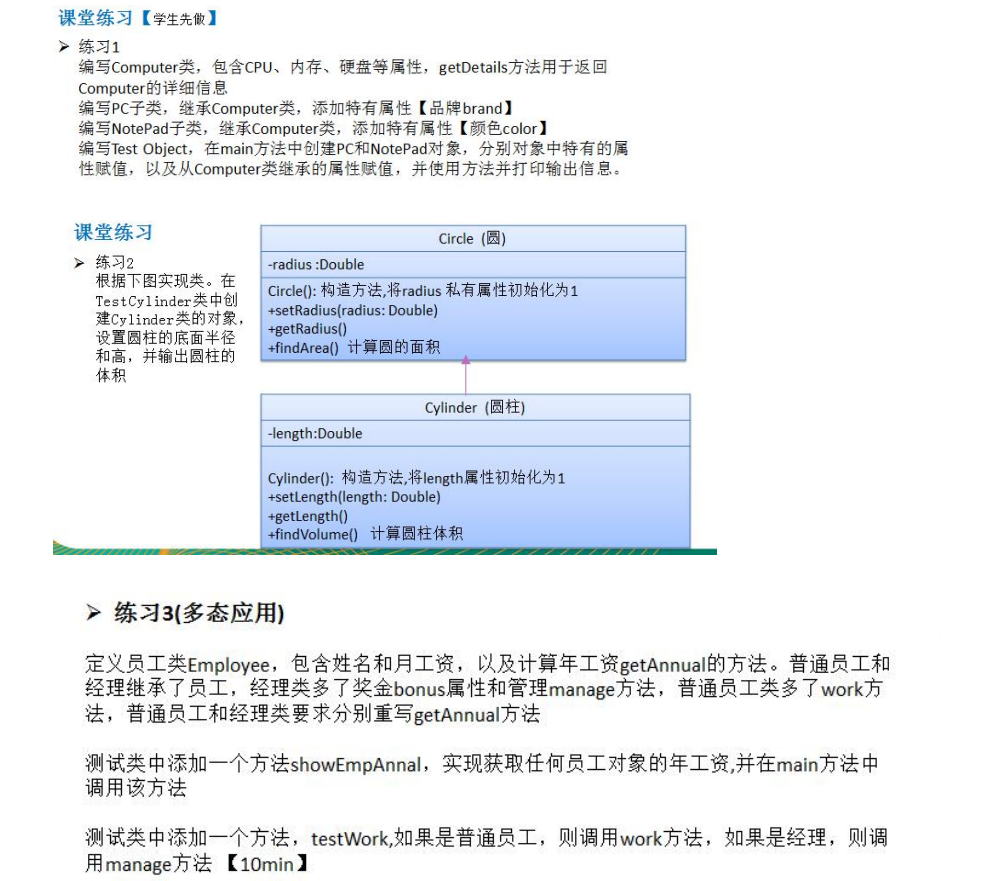 课堂练习【学生先做】
➢ 练习1
编写Computer类，包含CPU、内存、硬盘等属性，getDetails方法用于返回
Computer的详细信息
编写PC子类，继承Computer类，添加特有属性【品牌brand】
编写NotePad子类，继承Computer类，添加特有属性【颜色color】
编写Test Object，在main方法中创建PC和NotePad对象，分别对象中特有的属
性赋值，以及从Computer类继承的属性赋值，并使用方法并打印输出信息。
课堂练习
➢ 练习2
根据下图实现类。在
TestCylinder类中创
建Cylinder类的对象，
设置圆柱的底面半径
和高，并输出圆柱的
体积
Circle (圆)
-radius :Double
Circle(): 构造方法,将radius 私有属性初始化为1
+setRadius(radius: Double)
+getRadius()
+findArea() 计算圆的面积
Cylinder (圆柱)
-length:Double
Cylinder(): 构造方法,将length属性初始化为1
+setLength(length: Double)
+getLength()
+findVolume() 计算圆柱体积
➢ 练习3(多态应用)
定义员工类Employee，包含姓名和月工资，以及计算年工资getAnnual的方法。普通员工和
经理继承了员工，经理类多了奖金bonus属性和管理manage方法，普通员工类多了work方
法，普通员工和经理类要求分别重写getAnnual方法
测试类中添加一个方法showEmpAnnal，实现获取任何员工对象的年工资,并在main方法中
调用该方法
测试类中添加一个方法，testWork,如果是普通员工，则调用work方法，如果是经理，则调
用manage方法 【10min】